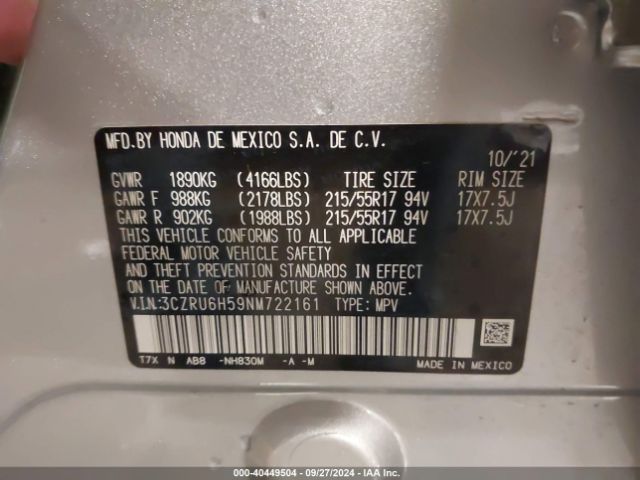 MFD.BY HONDA DE MEXICO S.A. DE C.V.
10/'21
GVWR 1890KG (4166LBS) TIRE SIZE RIM SIZE
GAWR F 988KG (2178LBS) 215/55R17 94V 17X7.5J
GAWR R 902KG (1988LBS) 215/55R17 94V 17X7.5J
THIS VEHICLE CONFORMS TO ALL APPLICABLE
FEDERAL MOTOR VEHICLE SAFETY
AND THEFT PREVENTION STANDARDS IN EFFECT
ON THE DATE OF MANUFACTURE SHOWN ABOVE.
V.I.N:3CZRU6H59NM722161 TYPE: MPV
T7X N AB8 -NH830M -A -M
MADE IN MEXICO
000-40449504 - 09/27/2024 - IAA Inc.